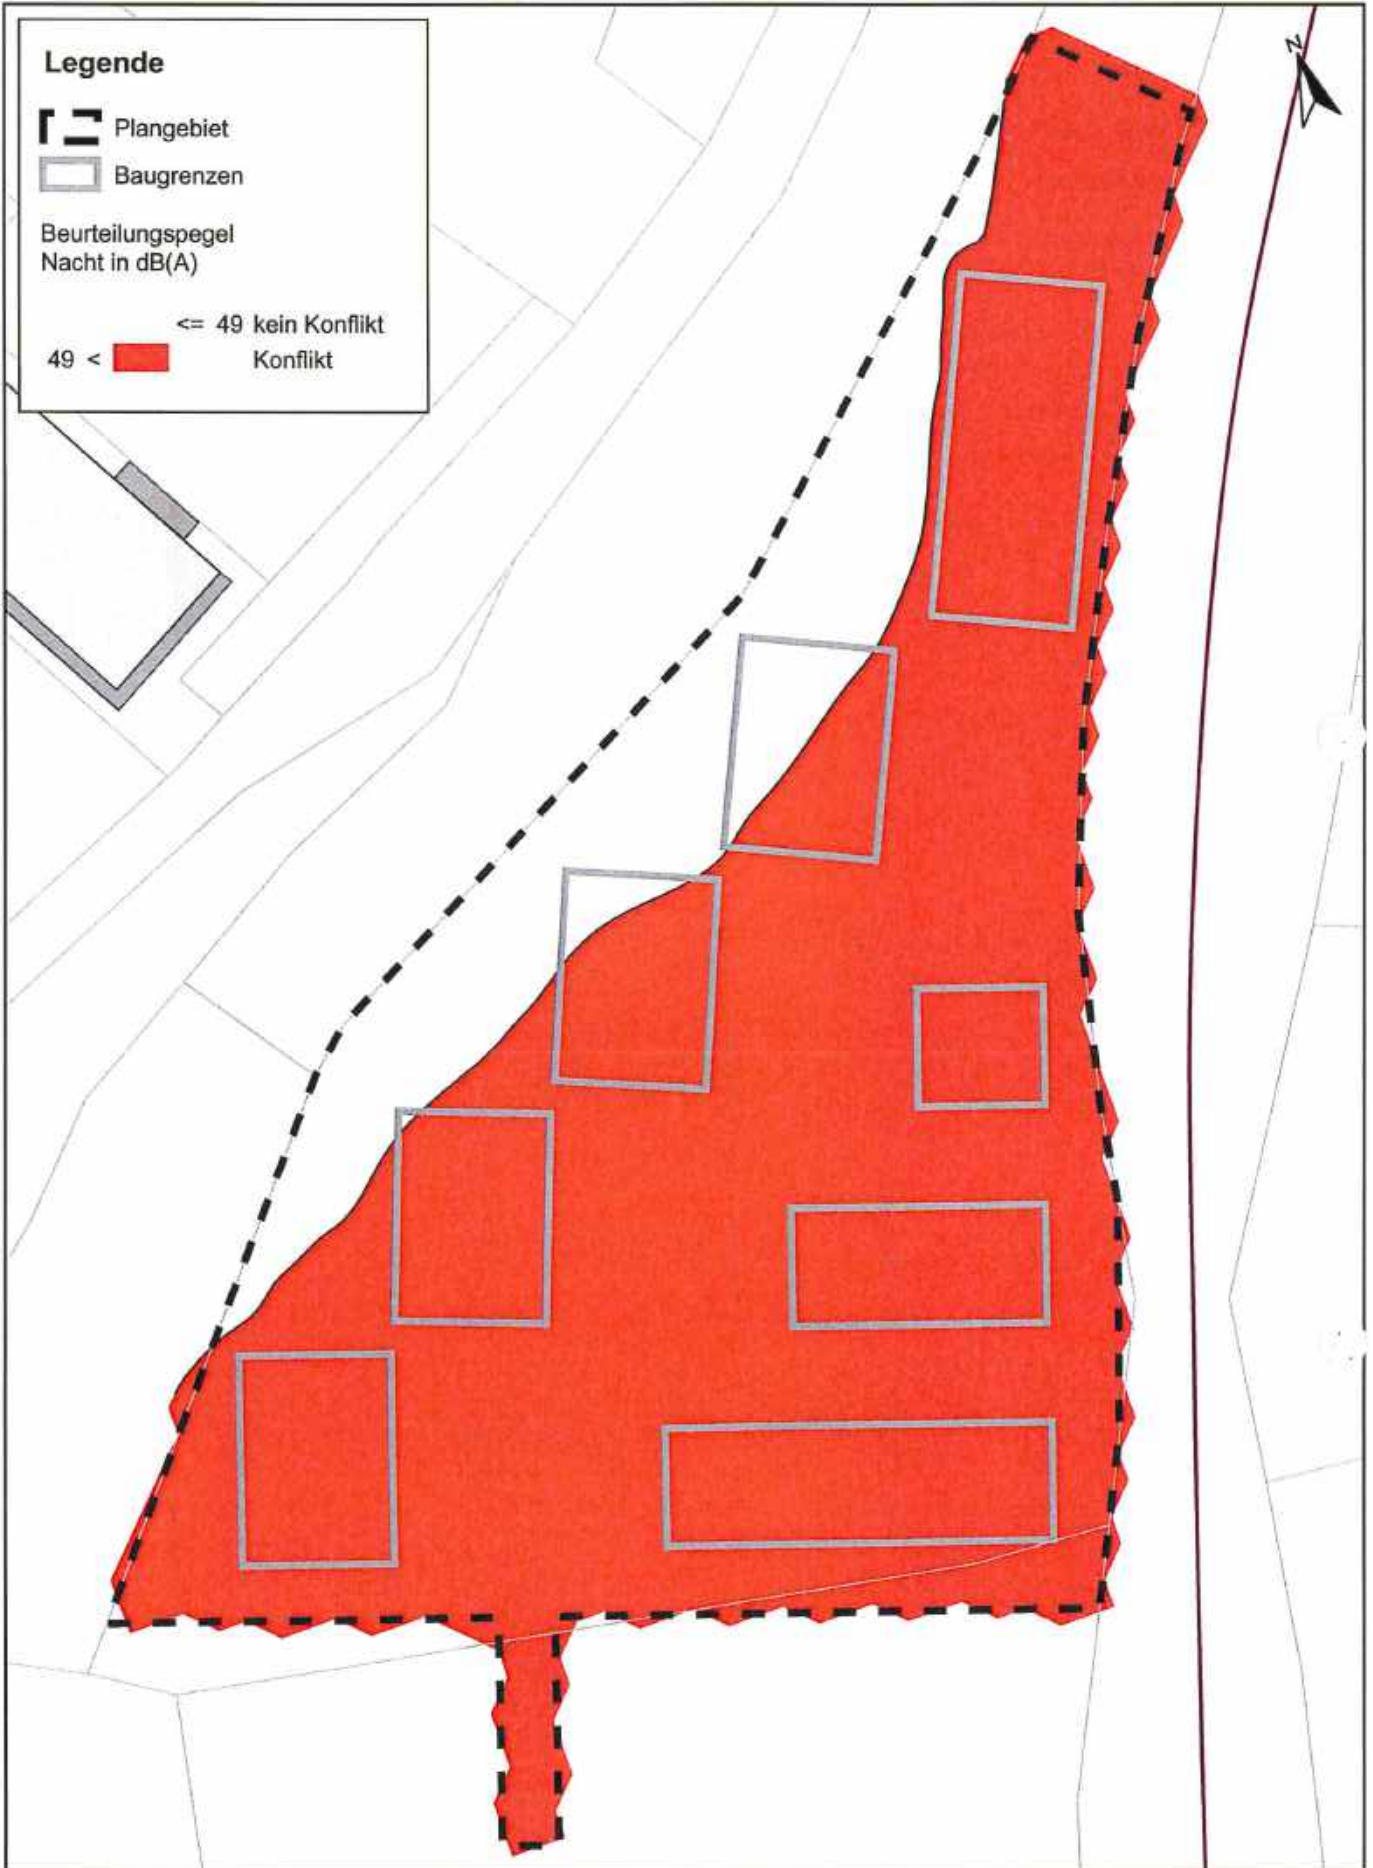 Legende
Plangebiet
Baugrenzen
Beurteilungspegel
Nacht in dB(A)
<= 49 kein Konflikt
49 < Konflikt
N